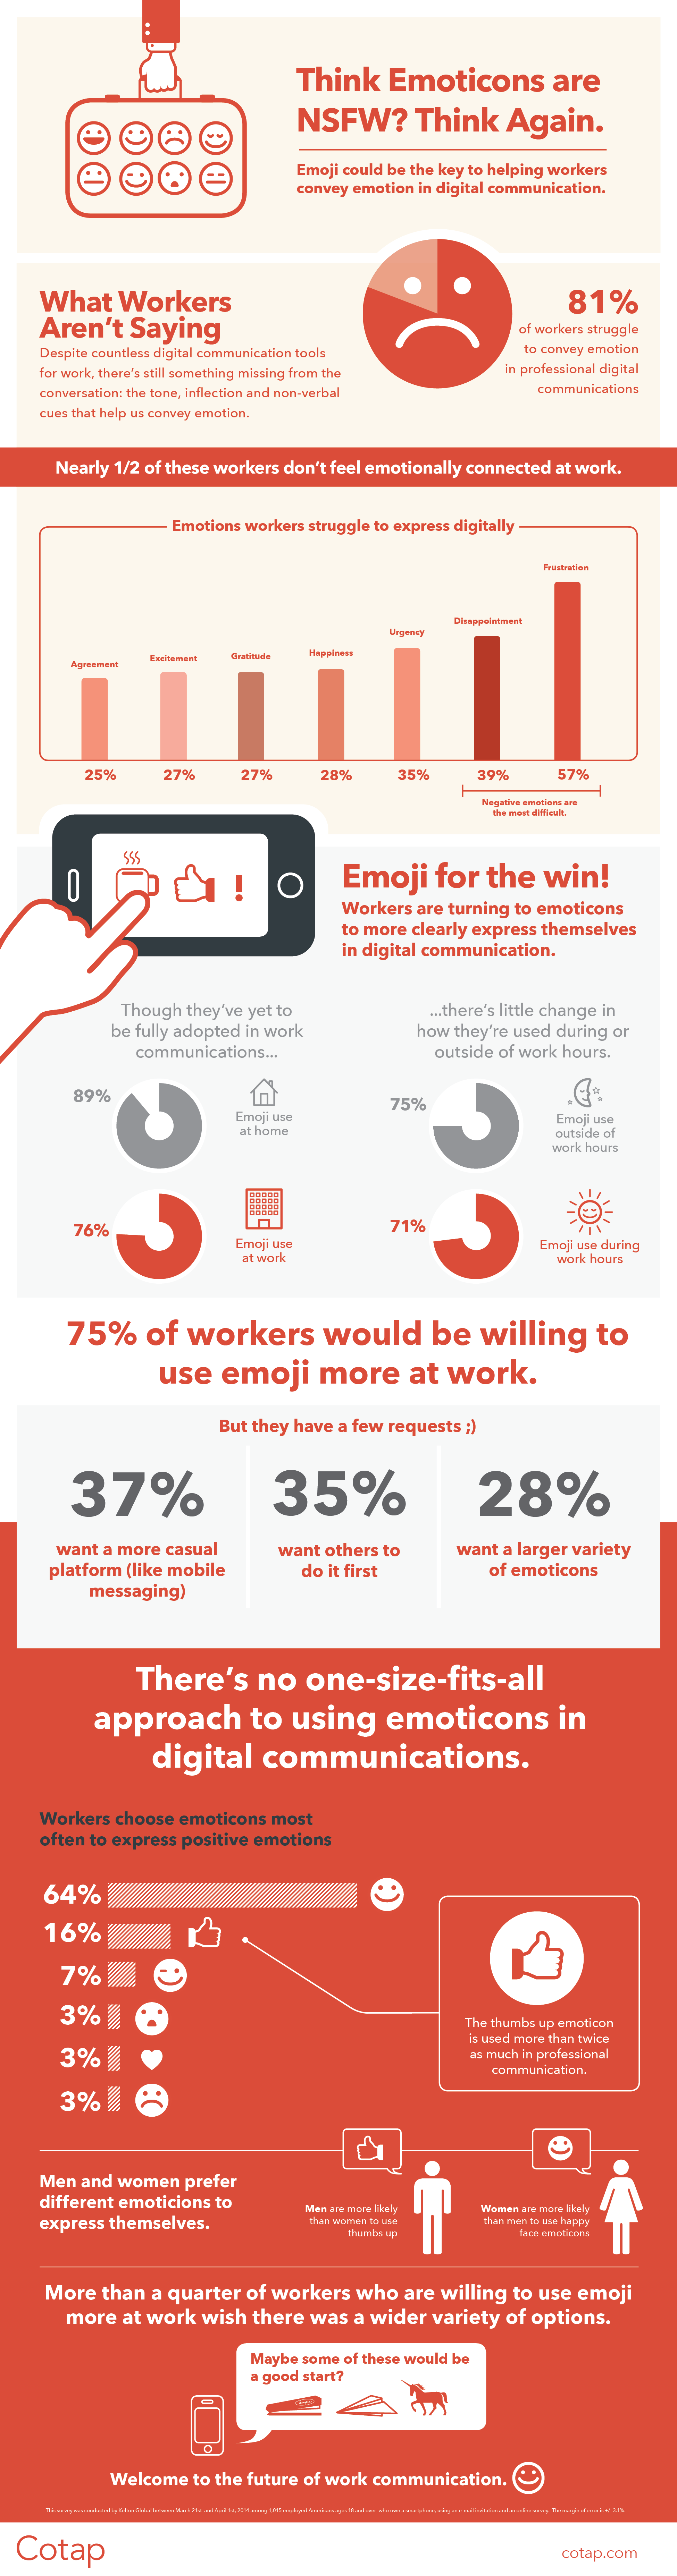 Think Emoticons are
NSFW? Think Again.
Emoji could be the key to helping workers
convey emotion in digital communication.
What Workers
Aren't Saying
Despite countless digital communication tools
for work, there's still something missing from the
conversation: the tone, inflection and non-verbal
cues that help us convey emotion.
81%
of workers struggle
to convey emotion
in professional digital
communications
Nearly 1/2 of these workers don't feel emotionally connected at work.
Emotions workers struggle to express digitally
Agreement
Excitement
Gratitude
Happiness
Urgency
Disappointment
Frustration
25%
27%
27%
28%
35%
39%
57%
Negative emotions are
the most difficult.
!
Emoji for the win!
Workers are turning to emoticons
to more clearly express themselves
in digital communication.
Though they've yet to
be fully adopted in work
communications...
89%
Emoji use
at home
76%
Emoji use
at work
...there's little change in
how they're used during or
outside of work hours.
75%
Emoji use
outside of
work hours
71%
Emoji use during
work hours
75% of workers would be willing to
use emoji more at work.
But they have a few requests ;)
37%
want a more casual
platform (like mobile
messaging)
35%
want others to
do it first
28%
want a larger variety
of emoticons
There's no one-size-fits-all
approach to using emoticons in
digital communications.
Workers choose emoticons most
often to express positive emotions
64%
16%
7%
3%
3%
3%
The thumbs up emoticon
is used more than twice
as much in professional
communication.
Men and women prefer
different emoticions to
express themselves.
Men are more likely
than women to use
thumbs up
Women are more likely
than men to use happy
face emoticons
More than a quarter of workers who are willing to use emoji
more at work wish there was a wider variety of options.
Maybe some of these would be
a good start?
Welcome to the future of work communication.
This survey was conducted by Kelton Global between March 21st and April 1st, 2014 among 1,015 employed Americans ages 18 and over who own a smartphone, using an e-mail invitation and an online survey. The margin of error is +/- 3.1%.
Cotap
cotap.com